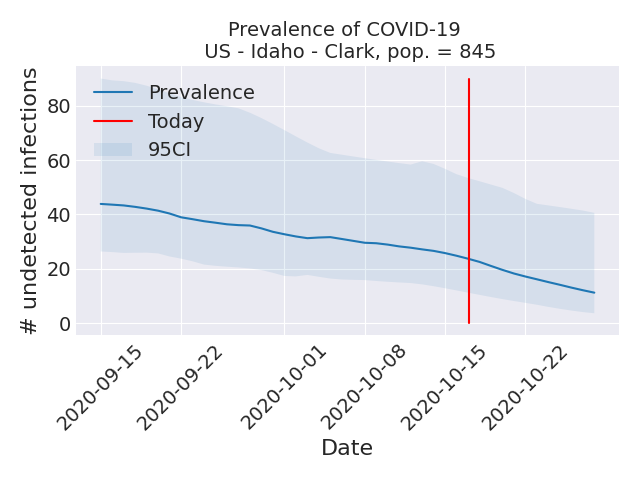 Prevalence of COVID-19
US - Idaho - Clark, pop. = 845
# undetected infections
80
60
40
20
0
Prevalence
Today
95CI
2020-09-15
2020-09-22
2020-10-01
2020-10-08
2020-10-15
2020-10-22
Date